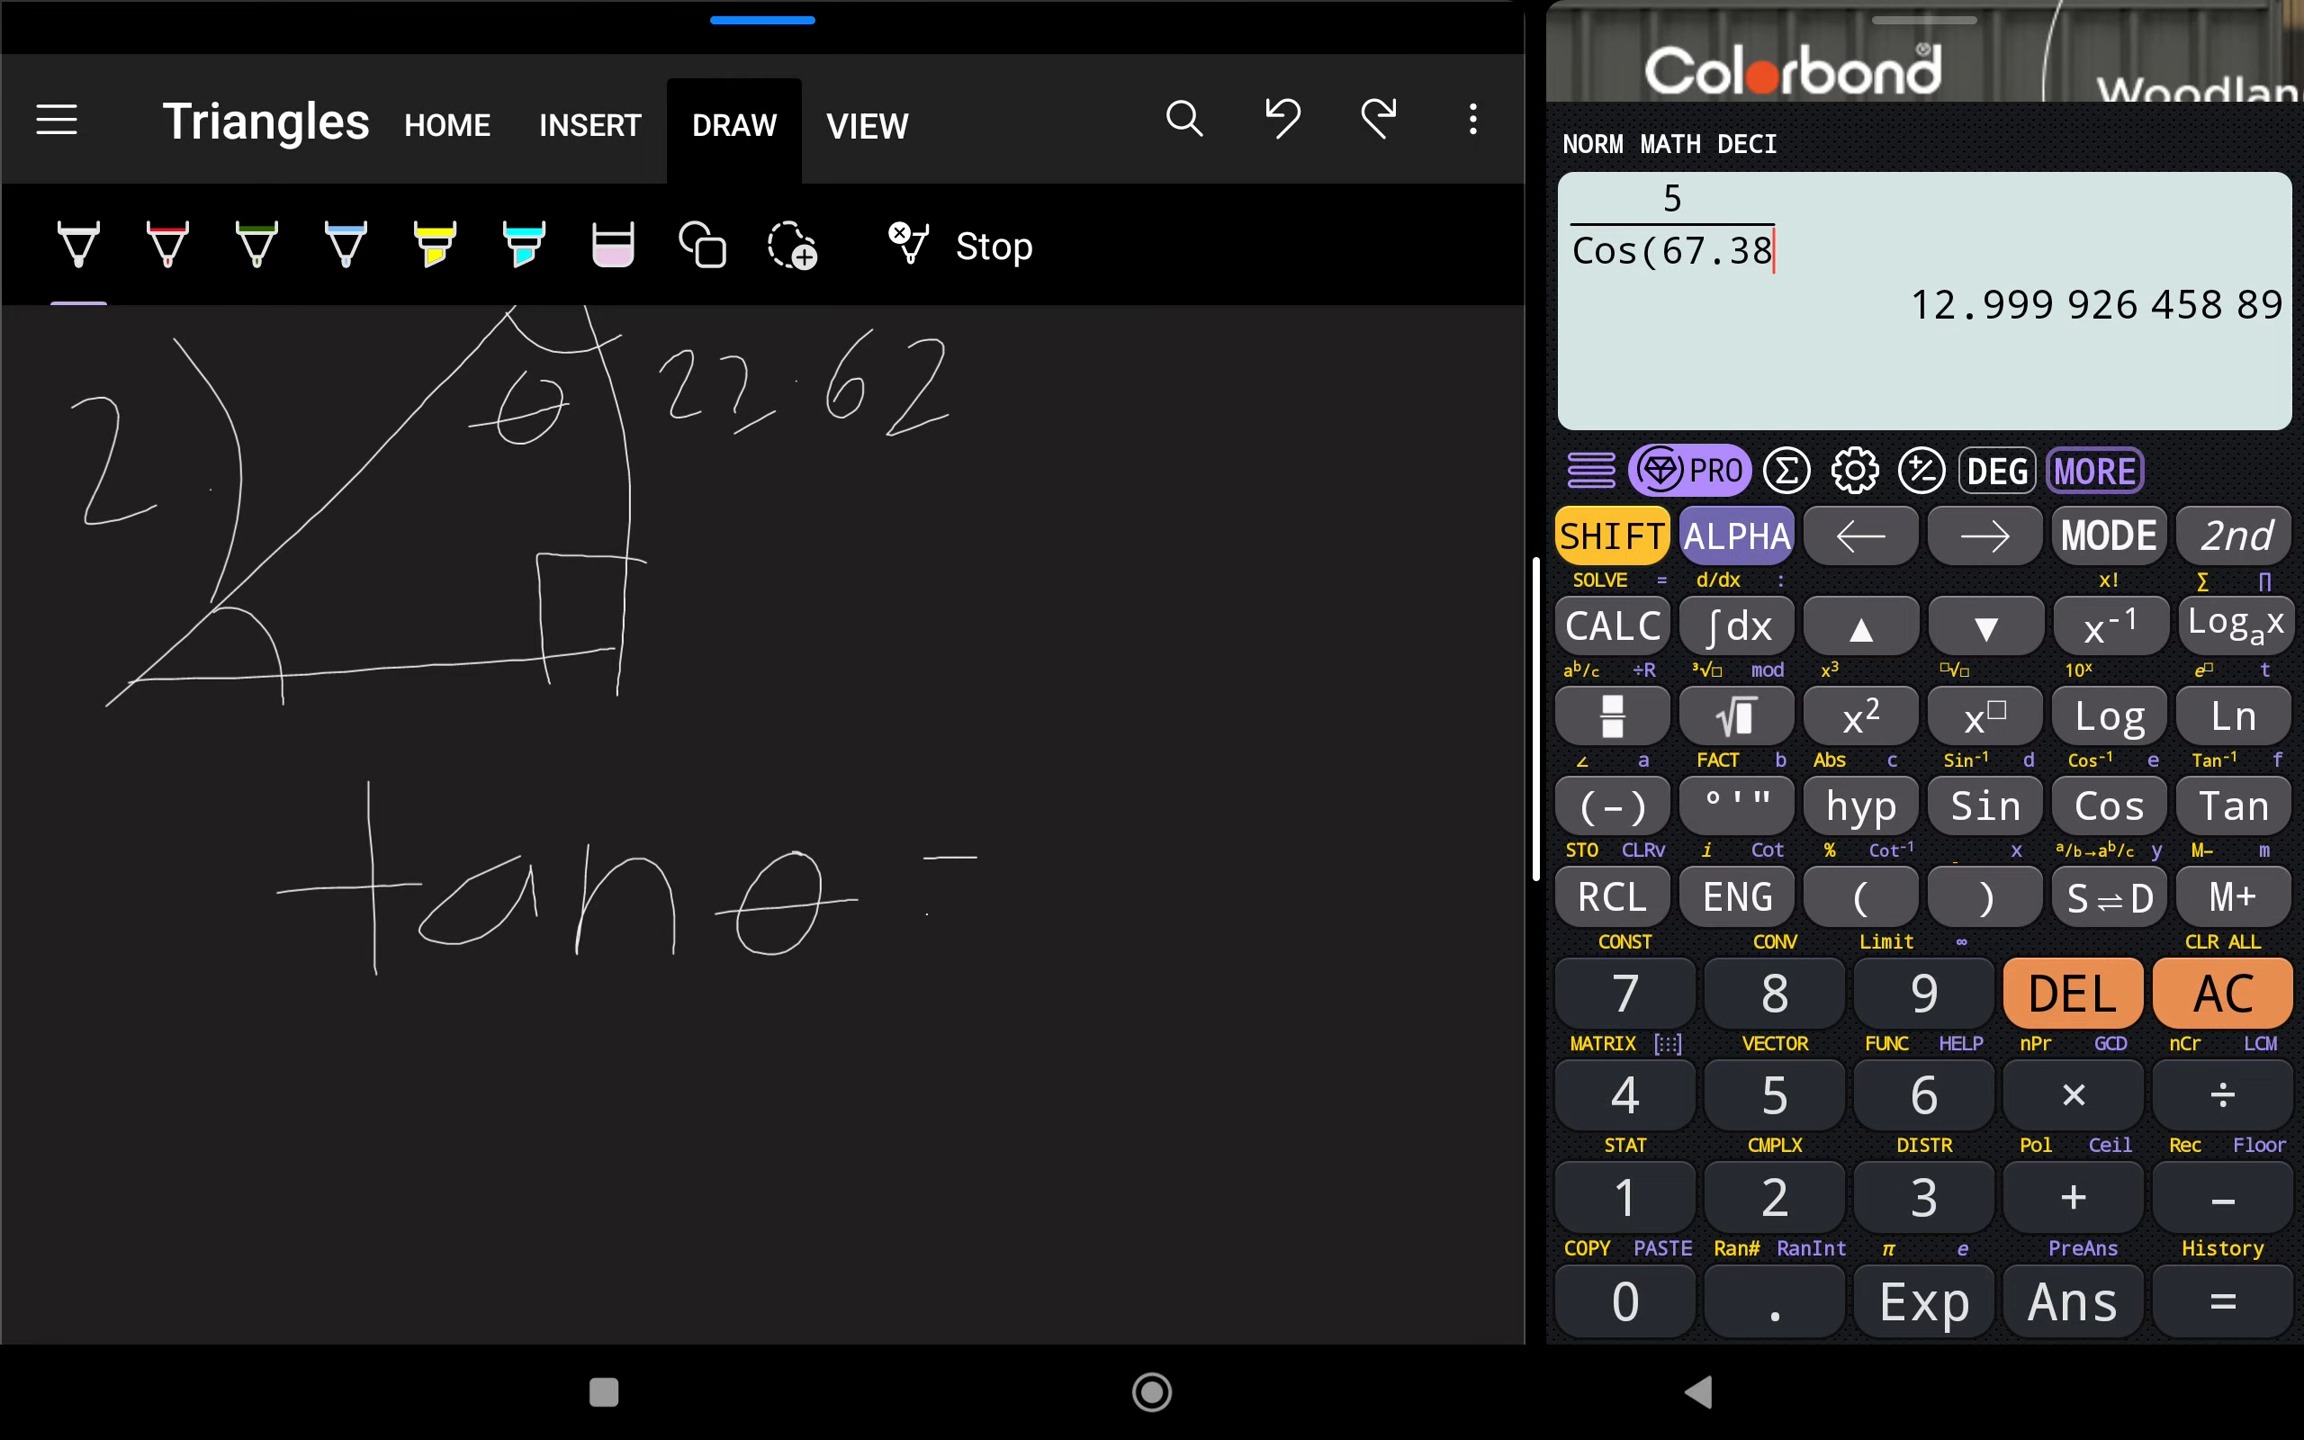 Colorbond®
Woodlan
Triangles HOME INSERT DRAW VIEW
Stop
2)
θ 22.62
tan θ =
NORM MATH DECI
5
Cos(67.38
12.999 926 458 89
PRO Σ DEG MORE
SHIFT ALPHA ← → MODE 2nd
SOLVE = d/dx : x! Σ ∏
CALC ∫dx ▲ ▼ x⁻¹ Logₐx
aᵇ/c ÷R ³√□ mod x³ □√□ 10ˣ e□ t
√ x² x□ Log Ln
∠ a FACT b Abs c Sin⁻¹ d Cos⁻¹ e Tan⁻¹ f
(−) °'" hyp Sin Cos Tan
STO CLRv i Cot % Cot⁻¹ x a/b→aᵇ/c y M− m
RCL ENG ( ) S⇌D M+
CONST CONV Limit ∞ CLR ALL
7 8 9 DEL AC
MATRIX [:::] VECTOR FUNC HELP nPr GCD nCr LCM
4 5 6 × ÷
STAT CMPLX DISTR Pol Ceil Rec Floor
1 2 3 + −
COPY PASTE Ran# RanInt π e PreAns History
0 . Exp Ans =